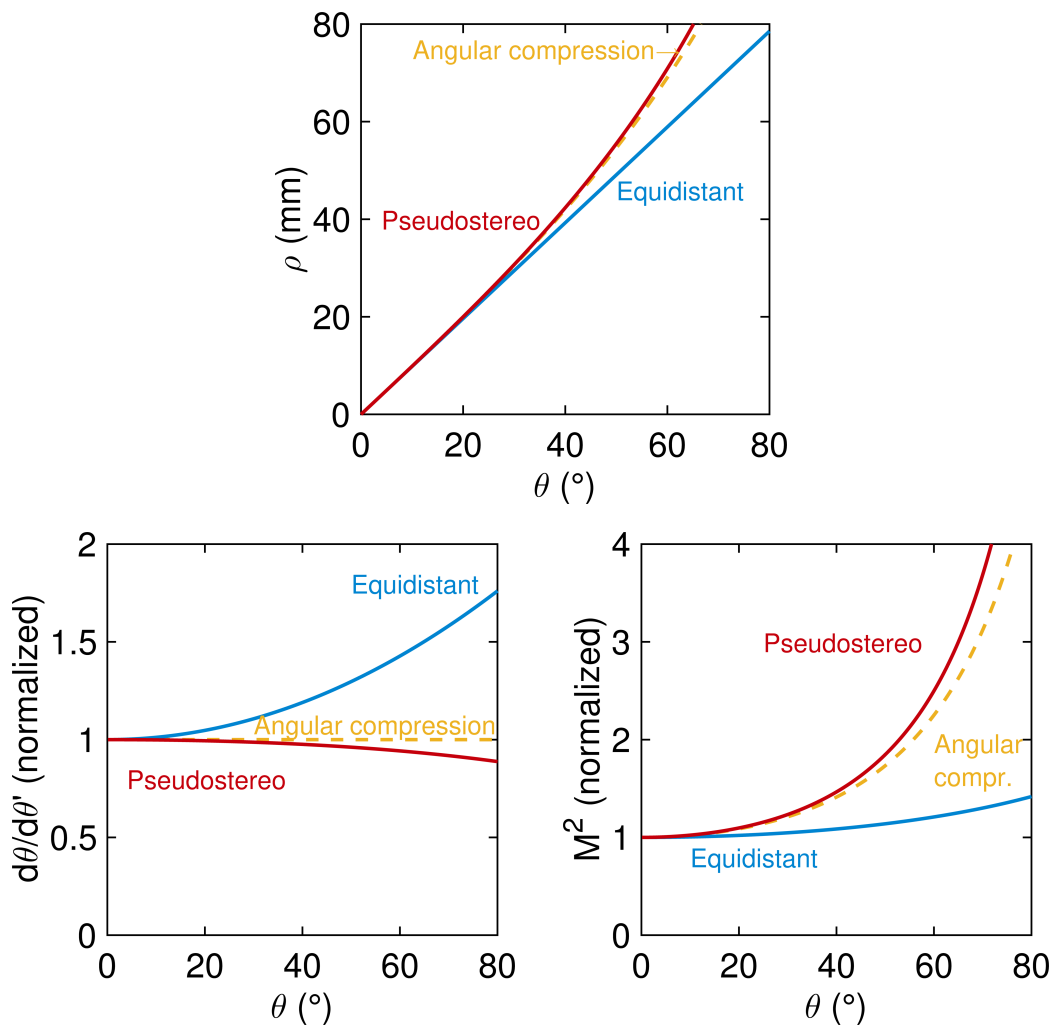 80
Angular compression
60
Equidistant
ρ (mm)
Pseudostereo
40
20
0
0 20 40 60 80
θ (°)
2
Equidistant
1.5
dθ/dθ' (normalized)
Angular compression
1
Pseudostereo
0.5
0
0 20 40 60 80
θ (°)
4
3
Pseudostereo
M² (normalized)
2
Angular
compr.
1
Equidistant
0
0 20 40 60 80
θ (°)